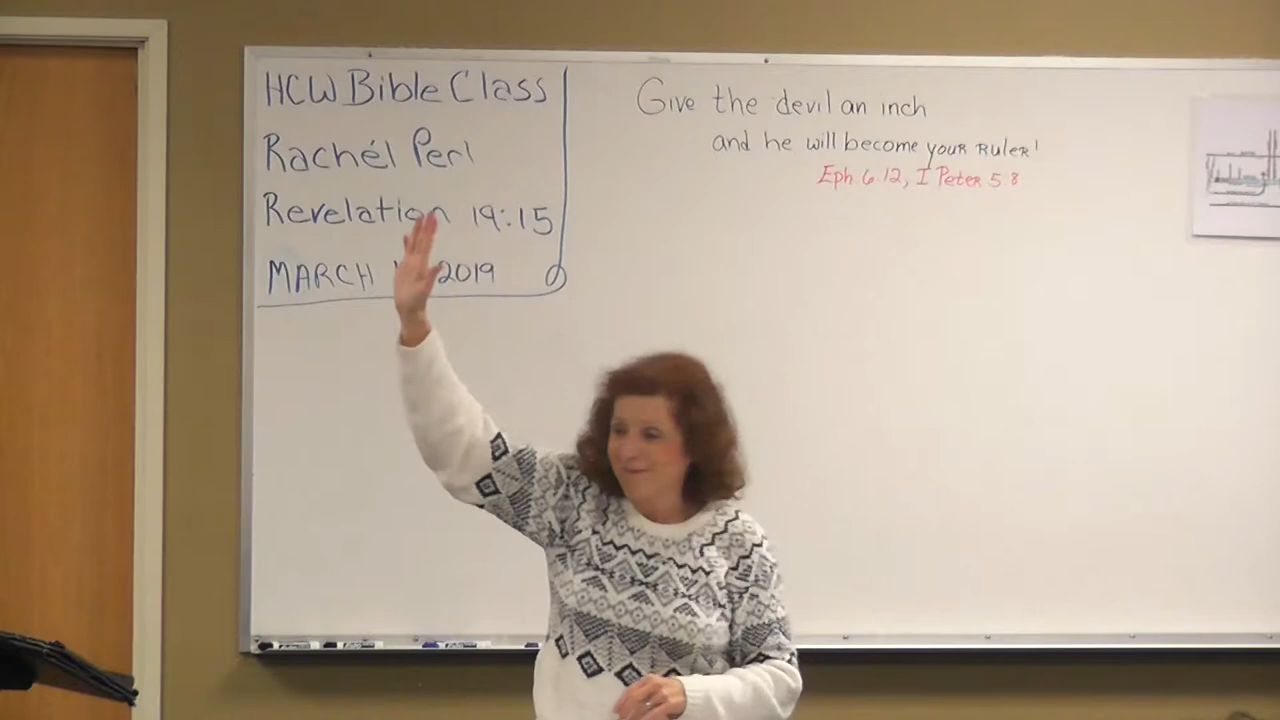 HCW Bible Class
Rachél Perl
Revelation 19:15
MARCH 2019
Give the devil an inch
and he will become your RULER!
Eph 6:12, I Peter 5:8